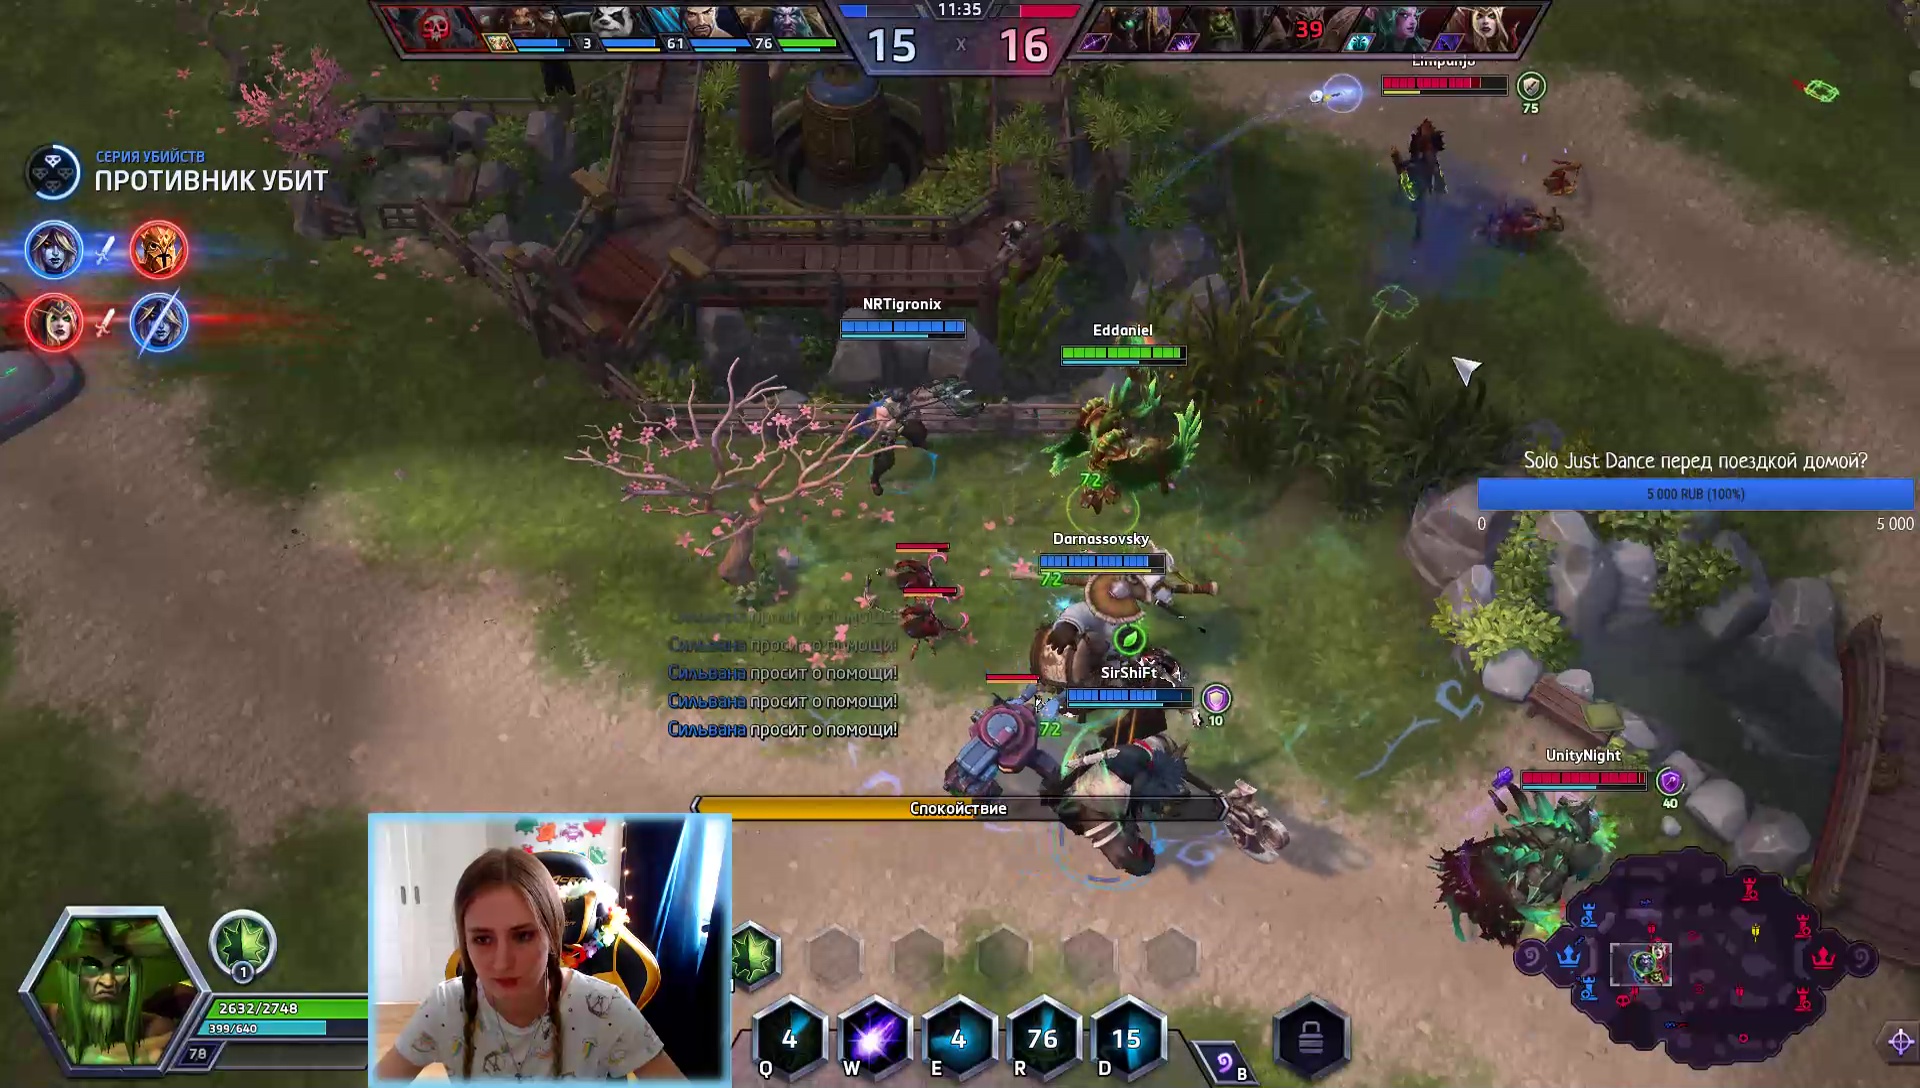 11:35
3
61
76
15 x 16
39
СЕРИЯ УБИЙСТВ
ПРОТИВНИК УБИТ
75
NRTigronix
Eddaniel
Solo Just Dance перед поездкой домой?
5 000 RUB (100%)
0
5 000
72
Darnassovsky
72
Сильвана просит о помощи!
Сильвана просит о помощи!
Сильвана просит о помощи!
Сильвана просит о помощи!
SirShiFt
10
72
UnityNight
40
Спокойствие
1
2632/2748
399/640
78
4
4
76
15
Q
W
E
R
D
B